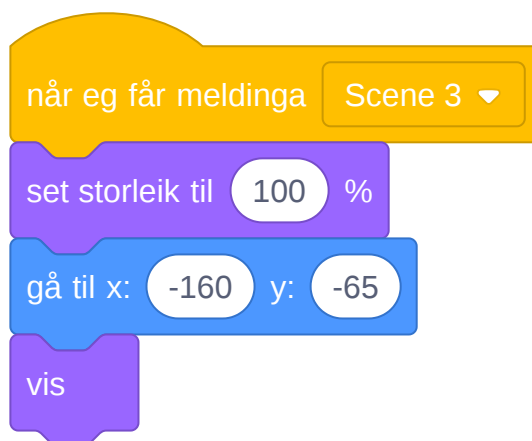 når eg får meldinga Scene 3
set storleik til 100 %
gå til x: -160 y: -65
vis